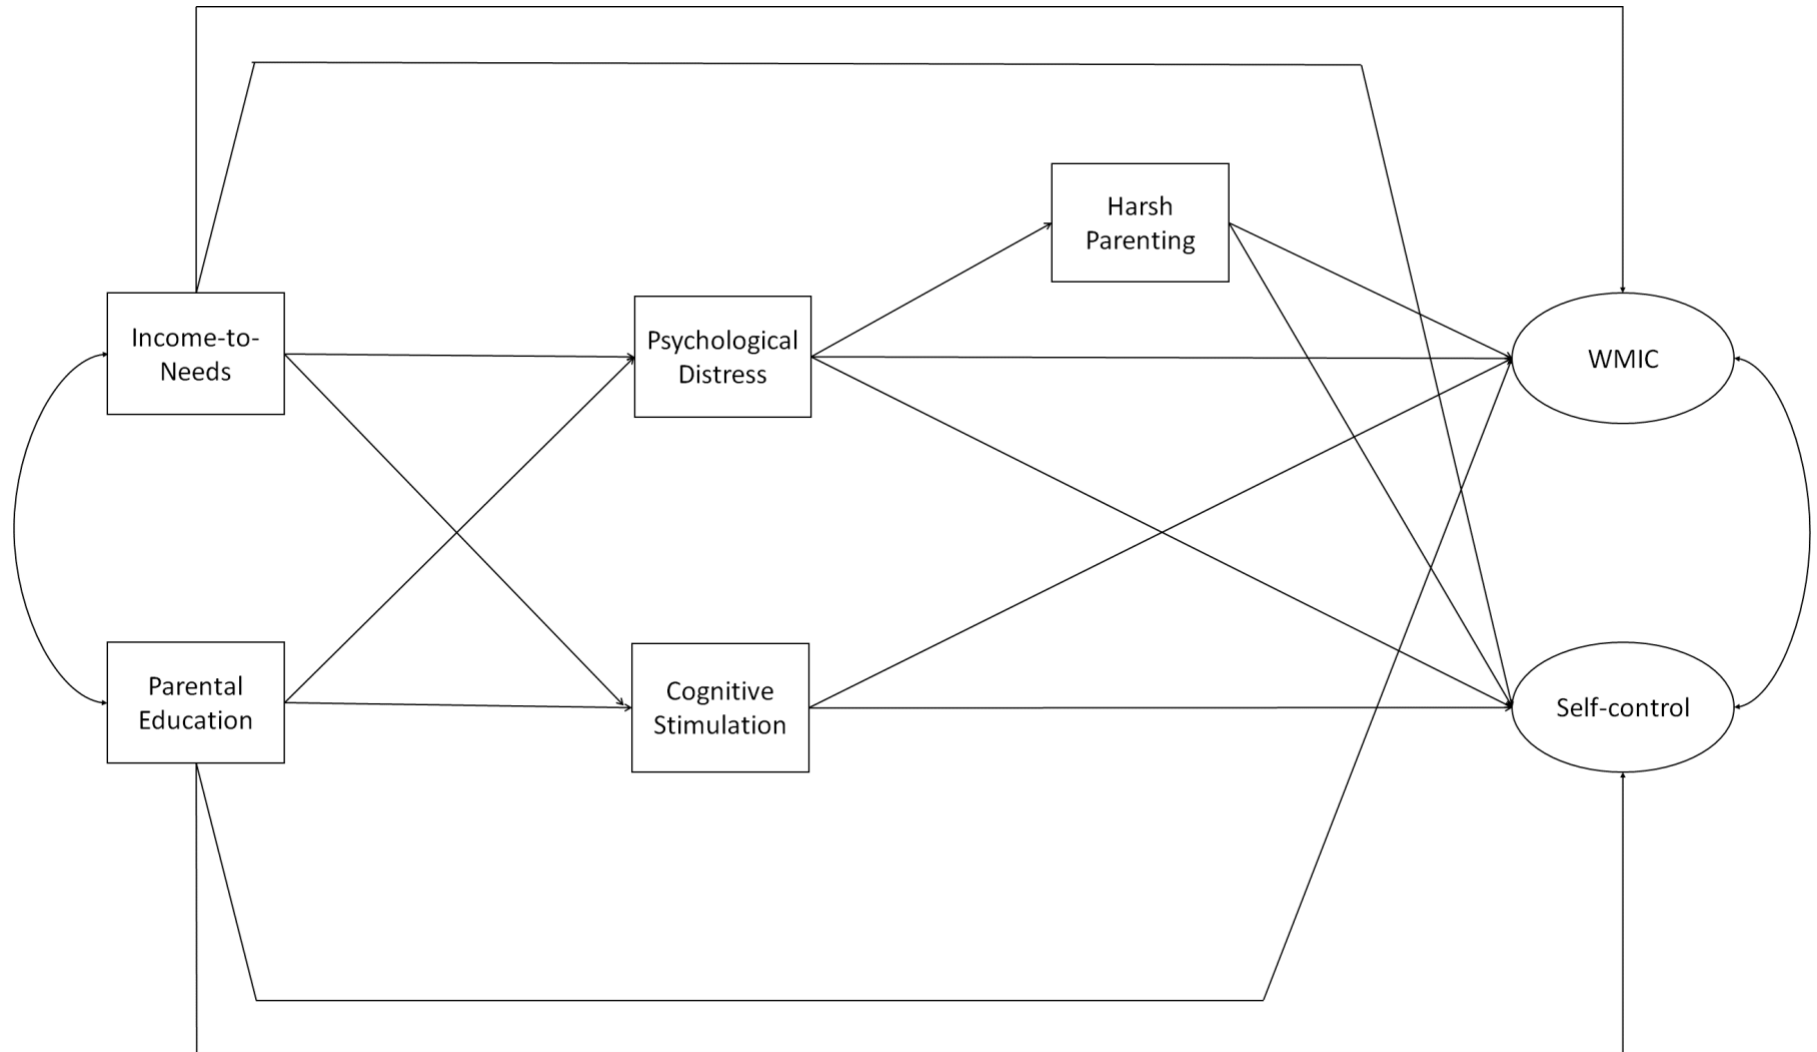 Harsh
Parenting
Income-to-
Needs
Psychological
Distress
WMIC
Parental
Education
Cognitive
Stimulation
Self-control